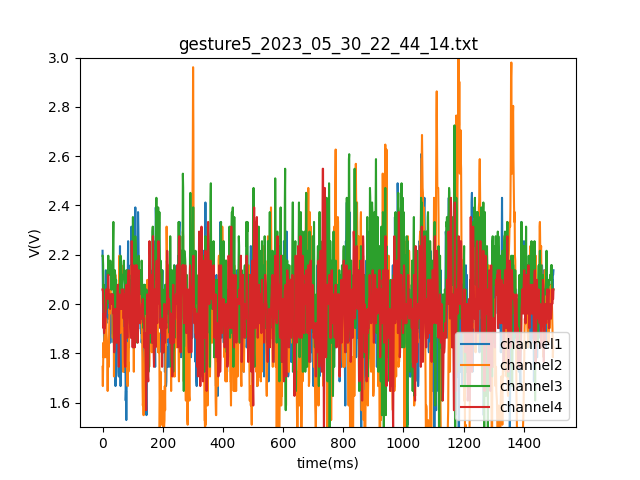 gesture5_2023_05_30_22_44_14.txt
3.0
2.8
2.6
2.4
2.2
2.0
1.8
1.6
V(V)
channel1
channel2
channel3
channel4
0 200 400 600 800 1000 1200 1400
time(ms)